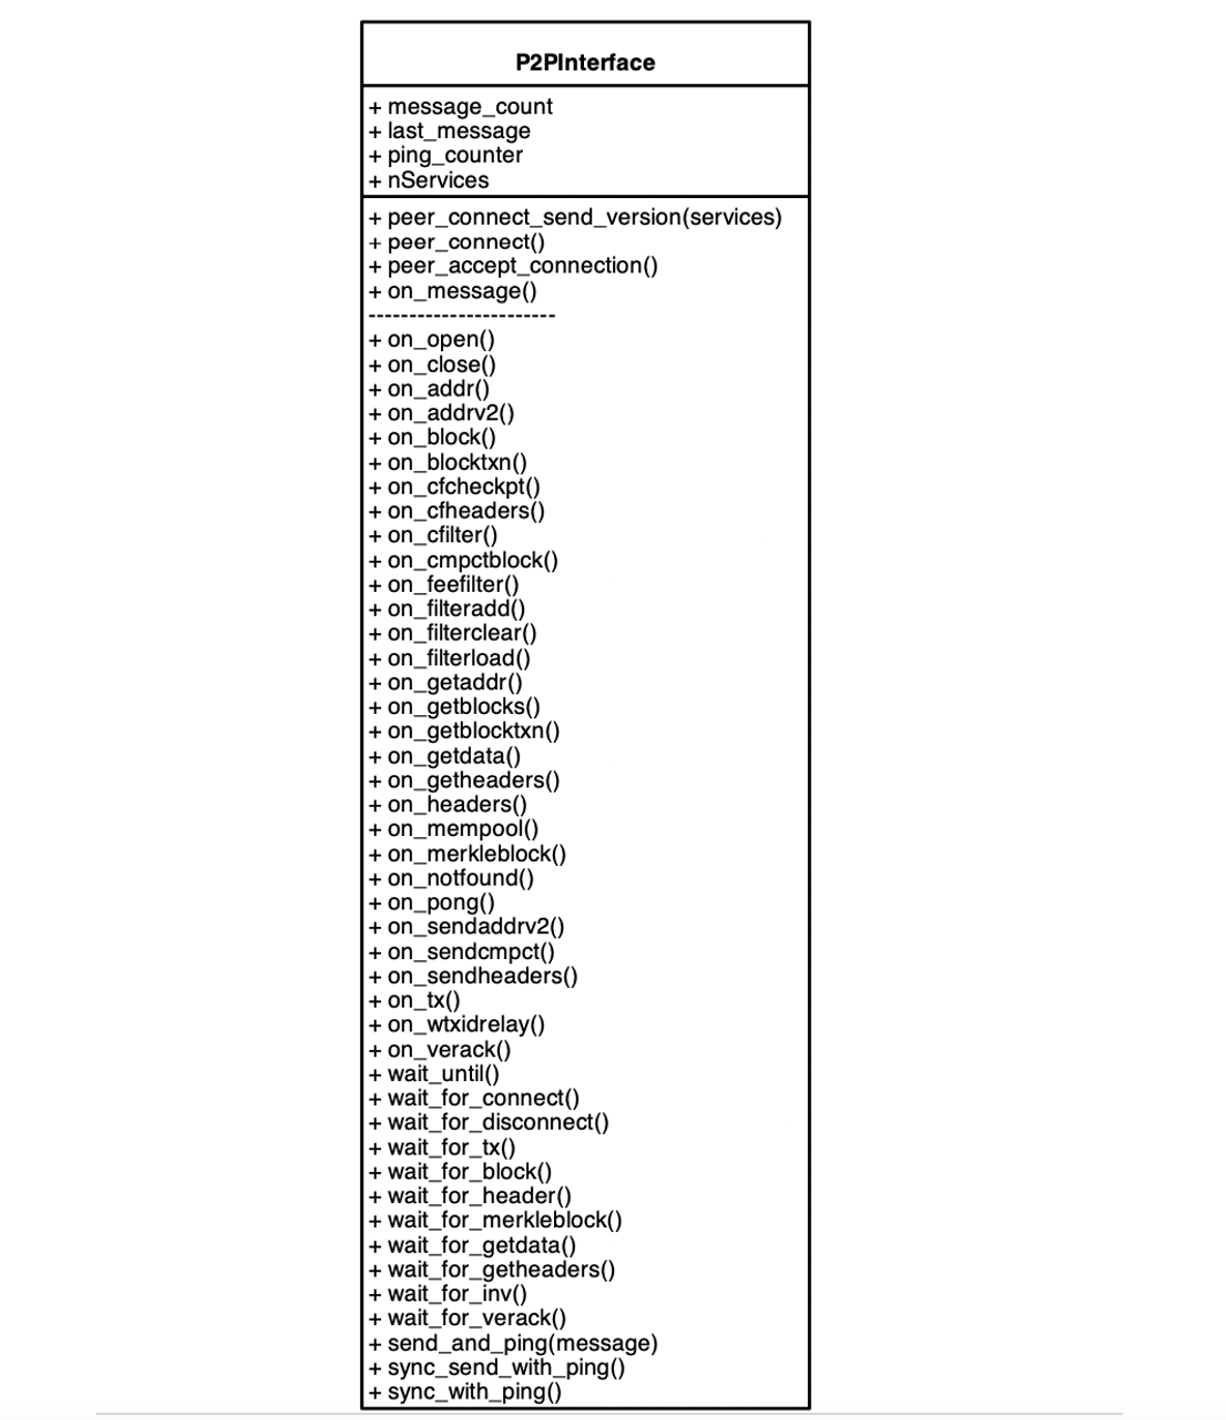 P2PInterface
+ message_count
+ last_message
+ ping_counter
+ nServices
+ peer_connect_send_version(services)
+ peer_connect()
+ peer_accept_connection()
+ on_message()
-----------------------
+ on_open()
+ on_close()
+ on_addr()
+ on_addrv2()
+ on_block()
+ on_blocktxn()
+ on_cfcheckpt()
+ on_cfheaders()
+ on_cfilter()
+ on_cmpctblock()
+ on_feefilter()
+ on_filteradd()
+ on_filterclear()
+ on_filterload()
+ on_getaddr()
+ on_getblocks()
+ on_getblocktxn()
+ on_getdata()
+ on_getheaders()
+ on_headers()
+ on_mempool()
+ on_merkleblock()
+ on_notfound()
+ on_pong()
+ on_sendaddrv2()
+ on_sendcmpct()
+ on_sendheaders()
+ on_tx()
+ on_wtxidrelay()
+ on_verack()
+ wait_until()
+ wait_for_connect()
+ wait_for_disconnect()
+ wait_for_tx()
+ wait_for_block()
+ wait_for_header()
+ wait_for_merkleblock()
+ wait_for_getdata()
+ wait_for_getheaders()
+ wait_for_inv()
+ wait_for_verack()
+ send_and_ping(message)
+ sync_send_with_ping()
+ sync_with_ping()